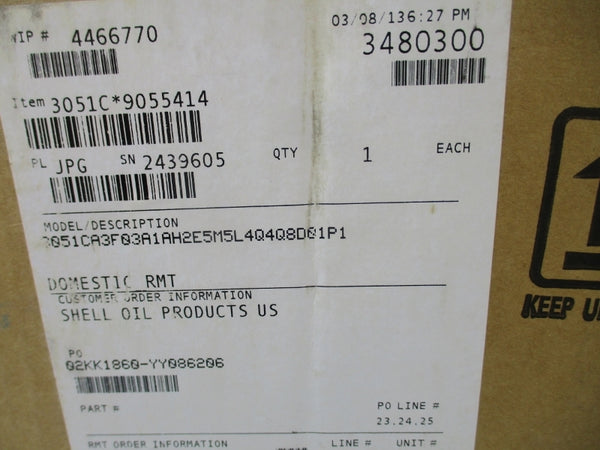 WIP # 4466770
03/08/136:27 PM
3480300
Item 3051C*9055414
PL JPG SN 2439605 QTY 1 EACH
MODEL/DESCRIPTION
3051CA3F03A1AH2E5M5L4Q4Q8D01P1
DOMESTIC RMT
CUSTOMER ORDER INFORMATION
SHELL OIL PRODUCTS US
PO
02KK1860-YY086206
PART #
PO LINE #
23.24.25
RMT ORDER INFORMATION LINE # UNIT #
KEEP